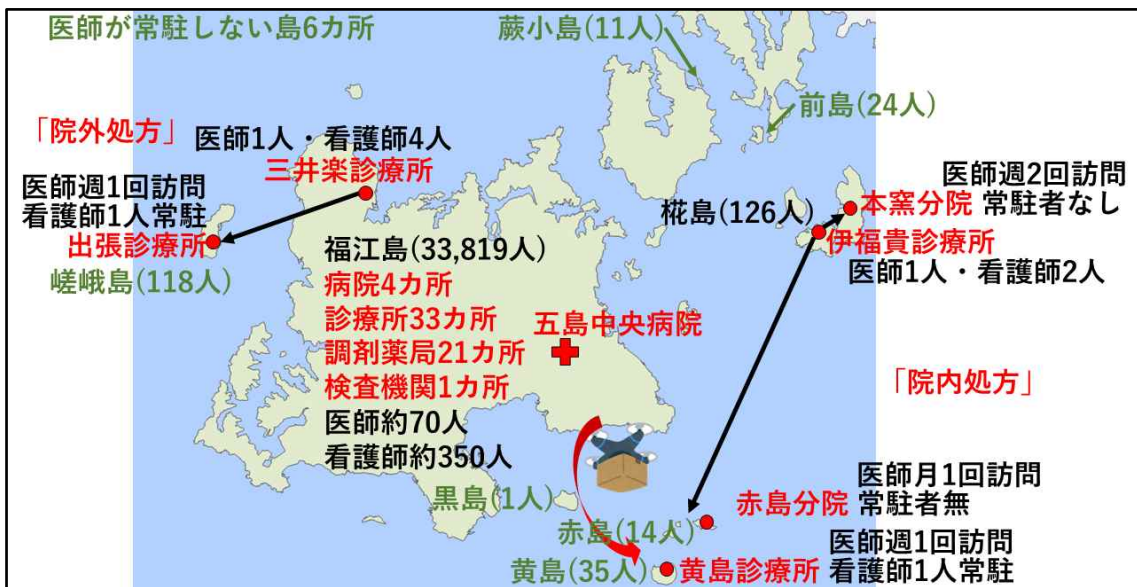 医師が常駐しない島6カ所
蕨小島(11人)
前島(24人)
「院外処方」
医師1人・看護師4人
三井楽診療所
医師週1回訪問
看護師1人常駐
出張診療所
嵯峨島(118人)
医師週2回訪問
本窯分院 常駐者なし
椛島(126人)
伊福貴診療所
医師1人・看護師2人
福江島(33,819人)
病院4カ所
診療所33カ所
調剤薬局21カ所
検査機関1カ所
医師約70人
看護師約350人
五島中央病院
「院内処方」
黒島(1人)
医師月1回訪問
赤島分院 常駐者無
赤島(14人)
医師週1回訪問
黄島(35人)
黄島診療所 看護師1人常駐